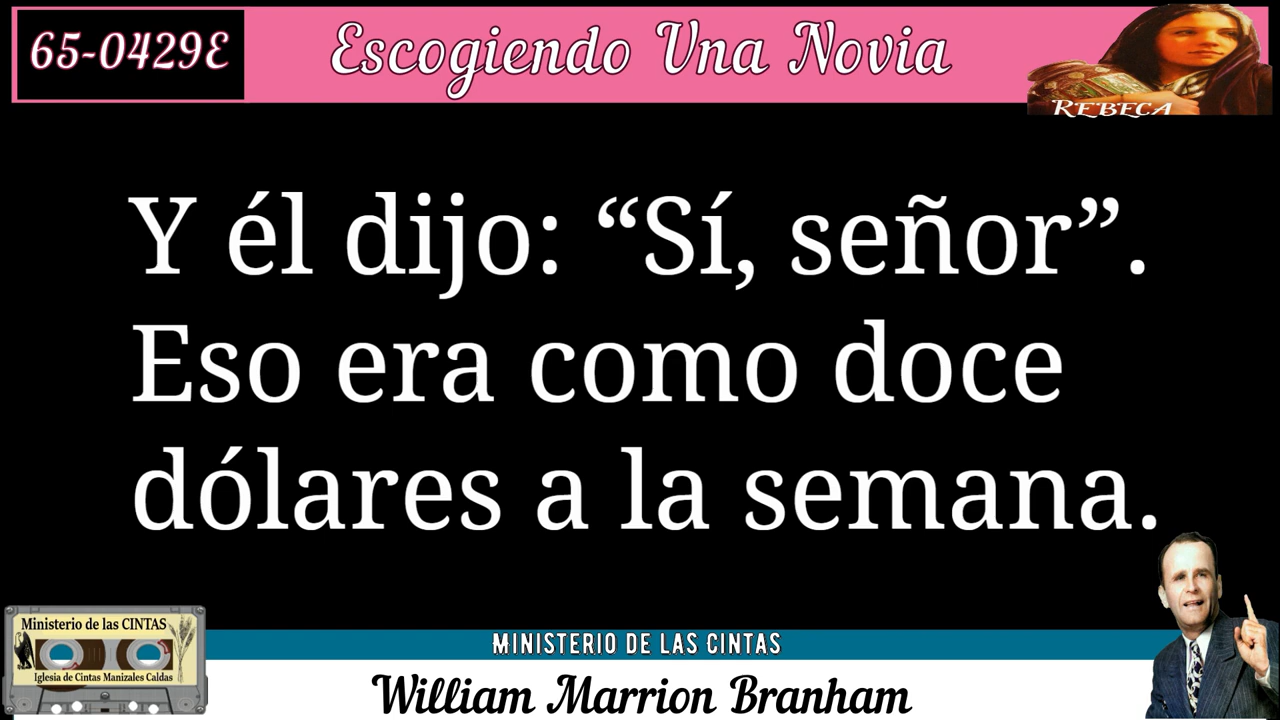 65-0429E
Escogiendo Una Novia
REBECA
Y él dijo: “Sí, señor”.
Eso era como doce
dólares a la semana.
Ministerio de las CINTAS
Iglesia de Cintas Manizales Caldas
MINISTERIO DE LAS CINTAS
William Marrion Branham